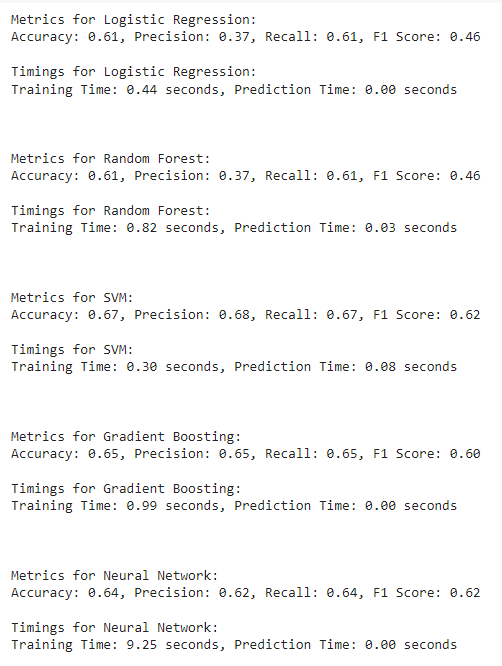 Metrics for Logistic Regression:
Accuracy: 0.61, Precision: 0.37, Recall: 0.61, F1 Score: 0.46
Timings for Logistic Regression:
Training Time: 0.44 seconds, Prediction Time: 0.00 seconds
Metrics for Random Forest:
Accuracy: 0.61, Precision: 0.37, Recall: 0.61, F1 Score: 0.46
Timings for Random Forest:
Training Time: 0.82 seconds, Prediction Time: 0.03 seconds
Metrics for SVM:
Accuracy: 0.67, Precision: 0.68, Recall: 0.67, F1 Score: 0.62
Timings for SVM:
Training Time: 0.30 seconds, Prediction Time: 0.08 seconds
Metrics for Gradient Boosting:
Accuracy: 0.65, Precision: 0.65, Recall: 0.65, F1 Score: 0.60
Timings for Gradient Boosting:
Training Time: 0.99 seconds, Prediction Time: 0.00 seconds
Metrics for Neural Network:
Accuracy: 0.64, Precision: 0.62, Recall: 0.64, F1 Score: 0.62
Timings for Neural Network:
Training Time: 9.25 seconds, Prediction Time: 0.00 seconds